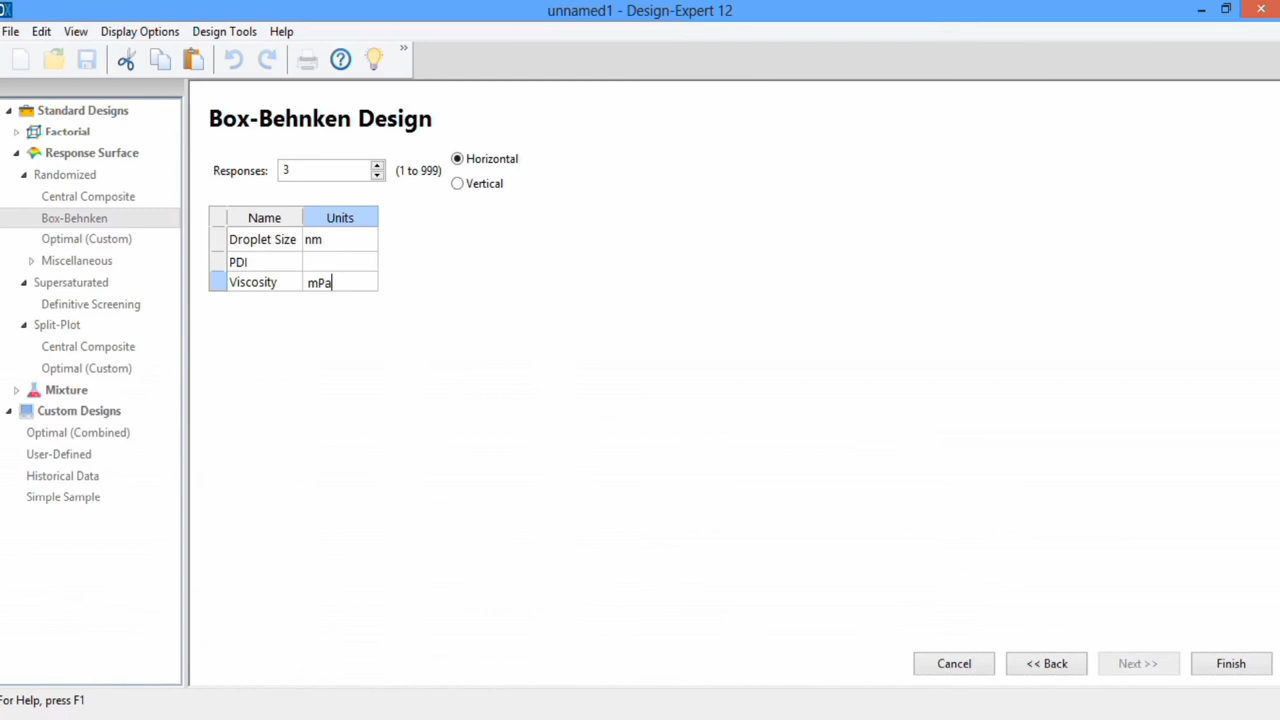 unnamed1 - Design-Expert 12
File Edit View Display Options Design Tools Help
Standard Designs
Factorial
Response Surface
Randomized
Central Composite
Box-Behnken
Optimal (Custom)
Miscellaneous
Supersaturated
Definitive Screening
Split-Plot
Central Composite
Optimal (Custom)
Mixture
Custom Designs
Optimal (Combined)
User-Defined
Historical Data
Simple Sample
Box-Behnken Design
Responses: 3 (1 to 999)
Horizontal
Vertical
Name Units
Droplet Size nm
PDI
Viscosity mPa
Cancel << Back Next >> Finish
For Help, press F1